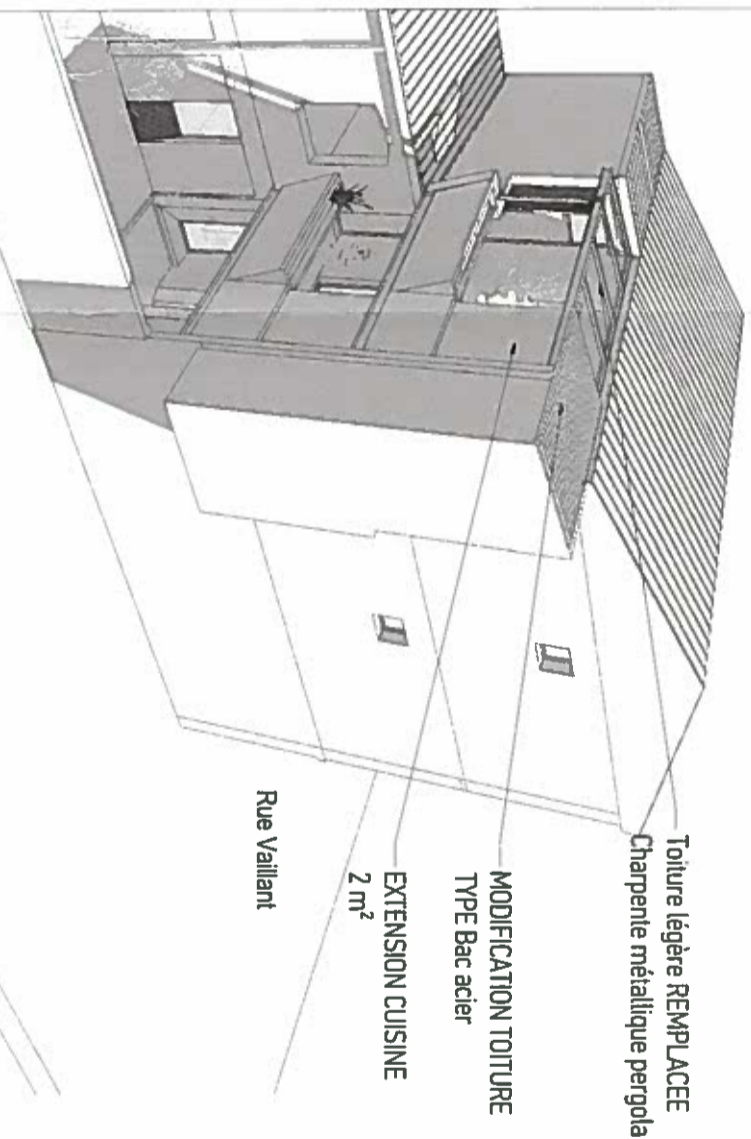 Toiture légère REMPLACEE
Charpente métallique pergola
MODIFICATION TOITURE
TYPE Bac acier
EXTENSION CUISINE
2 m²
Rue Vaillant